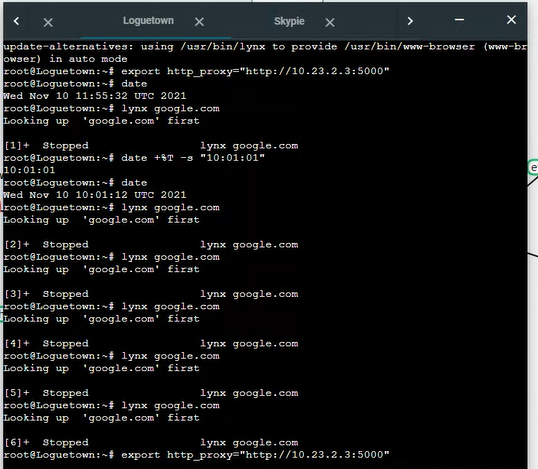 Loguetown
Skypie
update-alternatives: using /usr/bin/lynx to provide /usr/bin/www-browser (www-br
owser) in auto mode
root@Loguetown:~# export http_proxy="http://10.23.2.3:5000"
root@Loguetown:~# date
Wed Nov 10 11:55:32 UTC 2021
root@Loguetown:~# lynx google.com
Looking up  'google.com' first
[1]+  Stopped                 lynx google.com
root@Loguetown:~# date +%T -s "10:01:01"
10:01:01
root@Loguetown:~# date
Wed Nov 10 10:01:12 UTC 2021
root@Loguetown:~# lynx google.com
Looking up  'google.com' first
[2]+  Stopped                 lynx google.com
root@Loguetown:~# lynx google.com
Looking up  'google.com' first
[3]+  Stopped                 lynx google.com
root@Loguetown:~# lynx google.com
Looking up  'google.com' first
[4]+  Stopped                 lynx google.com
root@Loguetown:~# lynx google.com
Looking up  'google.com' first
[5]+  Stopped                 lynx google.com
root@Loguetown:~# lynx google.com
Looking up  'google.com' first
[6]+  Stopped                 lynx google.com
root@Loguetown:~# export http_proxy="http://10.23.2.3:5000"
e